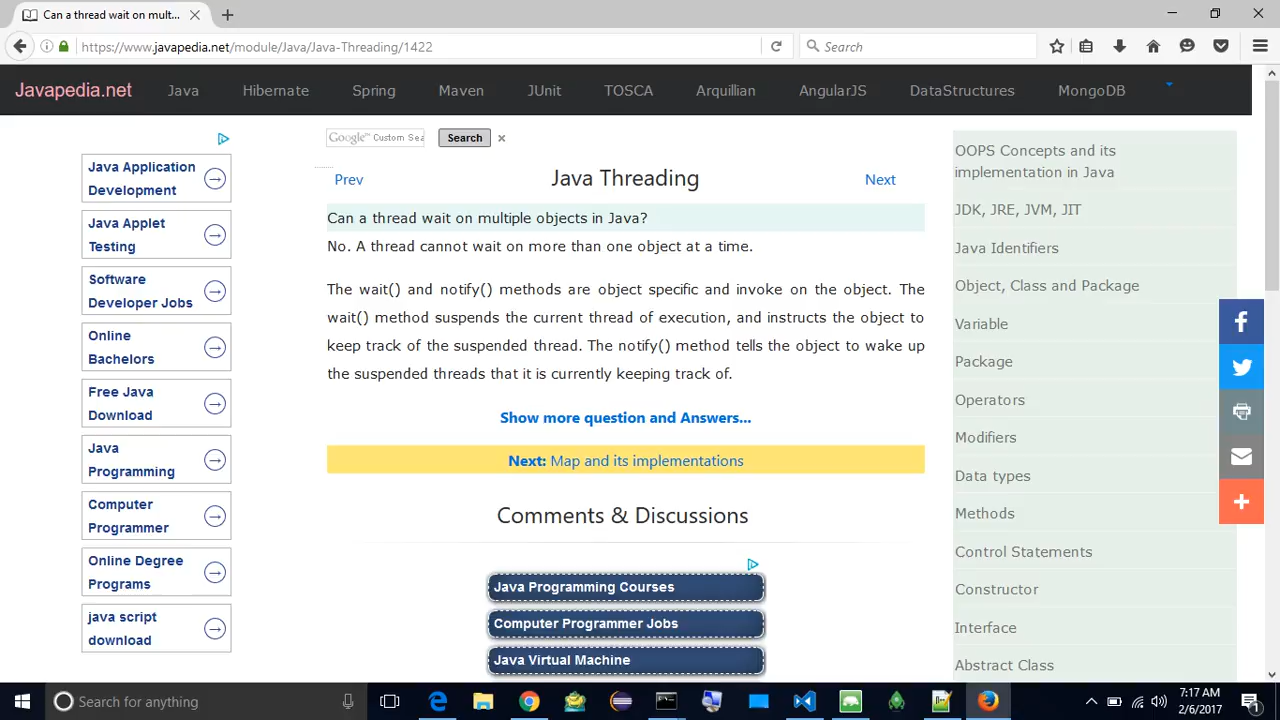 Can a thread wait on mult...
https://www.javapedia.net/module/Java/Java-Threading/1422
Search
Javapedia.net
Java
Hibernate
Spring
Maven
JUnit
TOSCA
Arquillian
AngularJS
DataStructures
MongoDB
Java Application
Development
Java Applet
Testing
Software
Developer Jobs
Online
Bachelors
Free Java
Download
Java
Programming
Computer
Programmer
Online Degree
Programs
java script
download
Google™ Custom Sea
Search
×
Prev
Java Threading
Next
Can a thread wait on multiple objects in Java?
No. A thread cannot wait on more than one object at a time.
The wait() and notify() methods are object specific and invoke on the object. The
wait() method suspends the current thread of execution, and instructs the object to
keep track of the suspended thread. The notify() method tells the object to wake up
the suspended threads that it is currently keeping track of.
Show more question and Answers...
Next: Map and its implementations
Comments & Discussions
Java Programming Courses
Computer Programmer Jobs
Java Virtual Machine
OOPS Concepts and its
implementation in Java
JDK, JRE, JVM, JIT
Java Identifiers
Object, Class and Package
Variable
Package
Operators
Modifiers
Data types
Methods
Control Statements
Constructor
Interface
Abstract Class
Search for anything
7:17 AM
2/6/2017
1